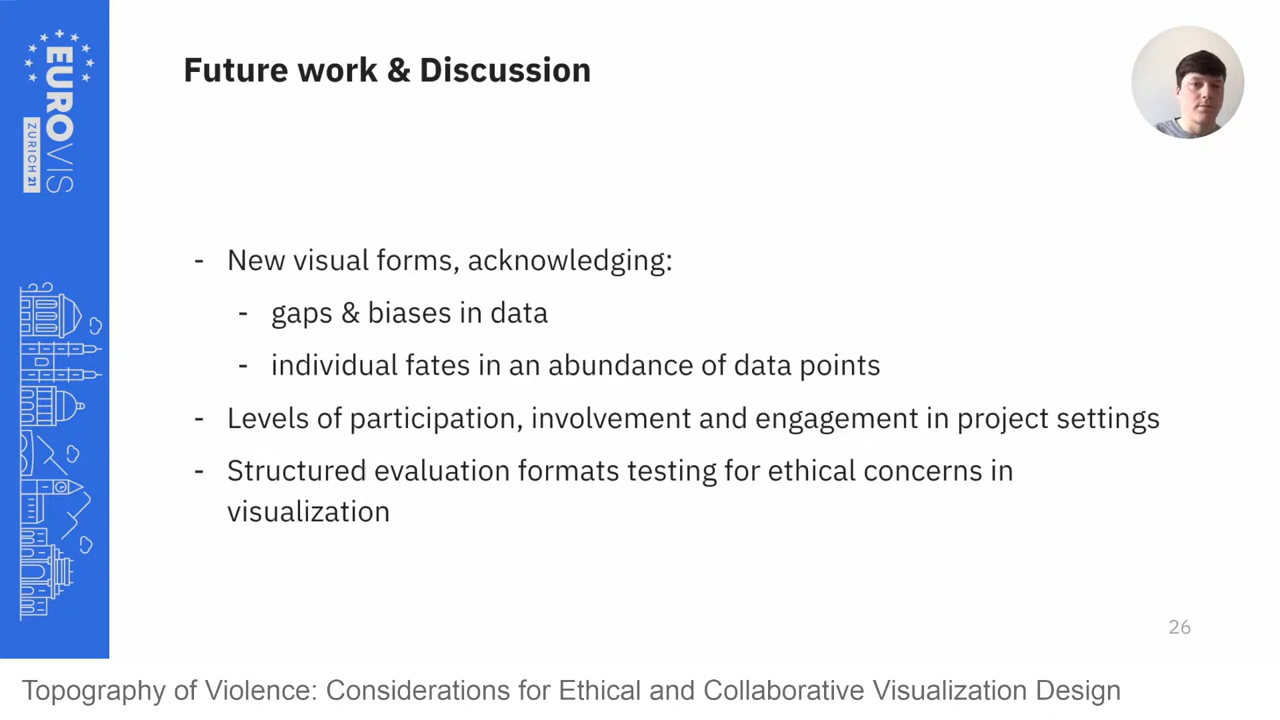 EUROVIS
ZURICH 21
Future work & Discussion
- New visual forms, acknowledging:
- gaps & biases in data
- individual fates in an abundance of data points
- Levels of participation, involvement and engagement in project settings
- Structured evaluation formats testing for ethical concerns in
visualization
26
Topography of Violence: Considerations for Ethical and Collaborative Visualization Design